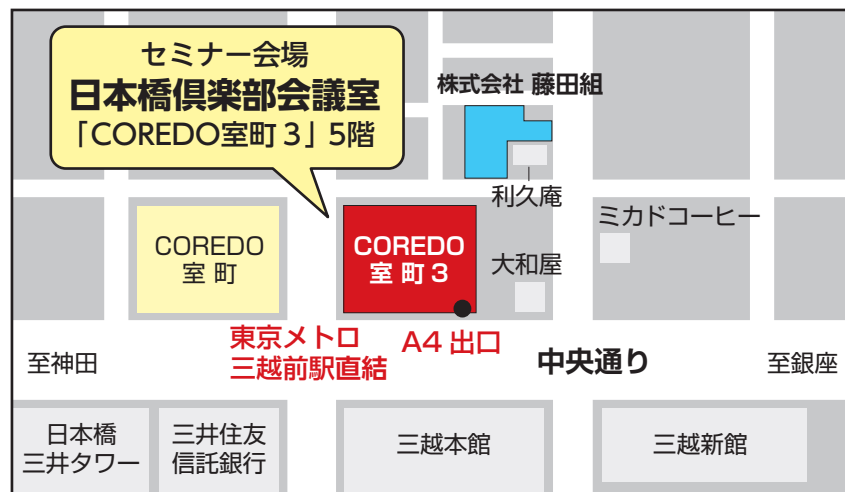 セミナー会場
日本橋倶楽部会議室
「COREDO室町3」5階
株式会社 藤田組
利久庵
ミカドコーヒー
COREDO
室町
COREDO
室町3
大和屋
東京メトロ
三越前駅直結
A4 出口
至神田
中央通り
至銀座
日本橋
三井タワー
三井住友
信託銀行
三越本館
三越新館